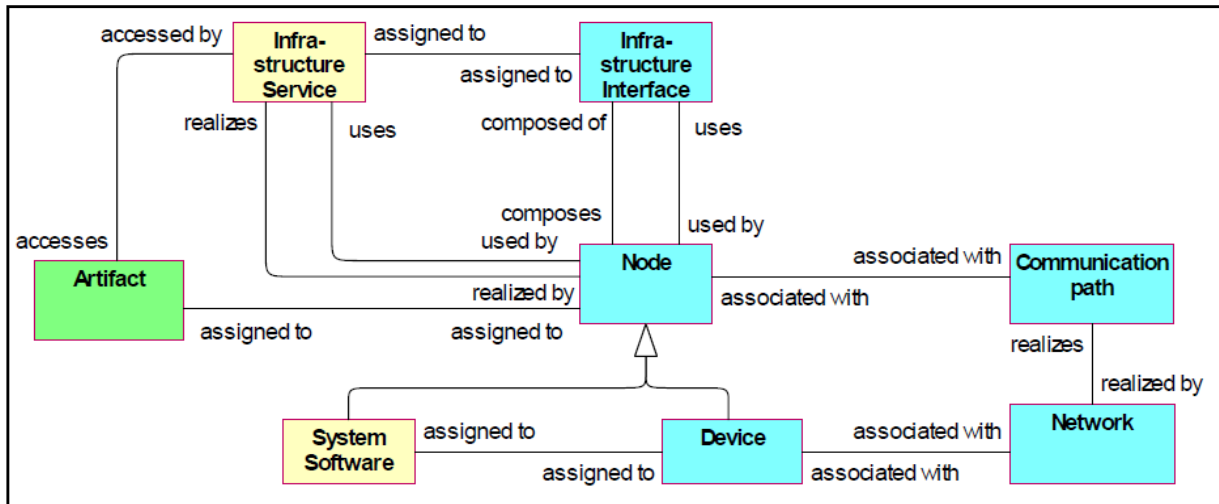 accessed by
Infra-
structure
Service
assigned to
assigned to
Infra-
structure
Interface
realizes
uses
composed of
uses
accesses
composes
used by
used by
Artifact
Node
associated with
Communication
path
realized by
associated with
assigned to
assigned to
realizes
realized by
System
Software
assigned to
assigned to
Device
associated with
associated with
Network